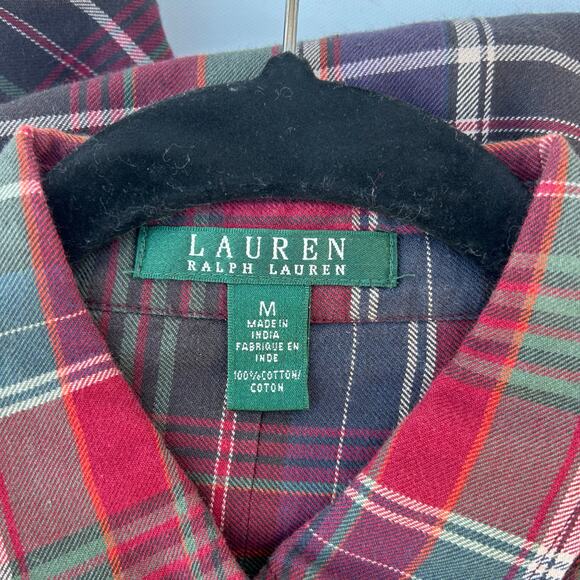 LAUREN
RALPH LAUREN
M
MADE IN
INDIA
FABRIQUE EN
INDE
100%COTTON/
COTON